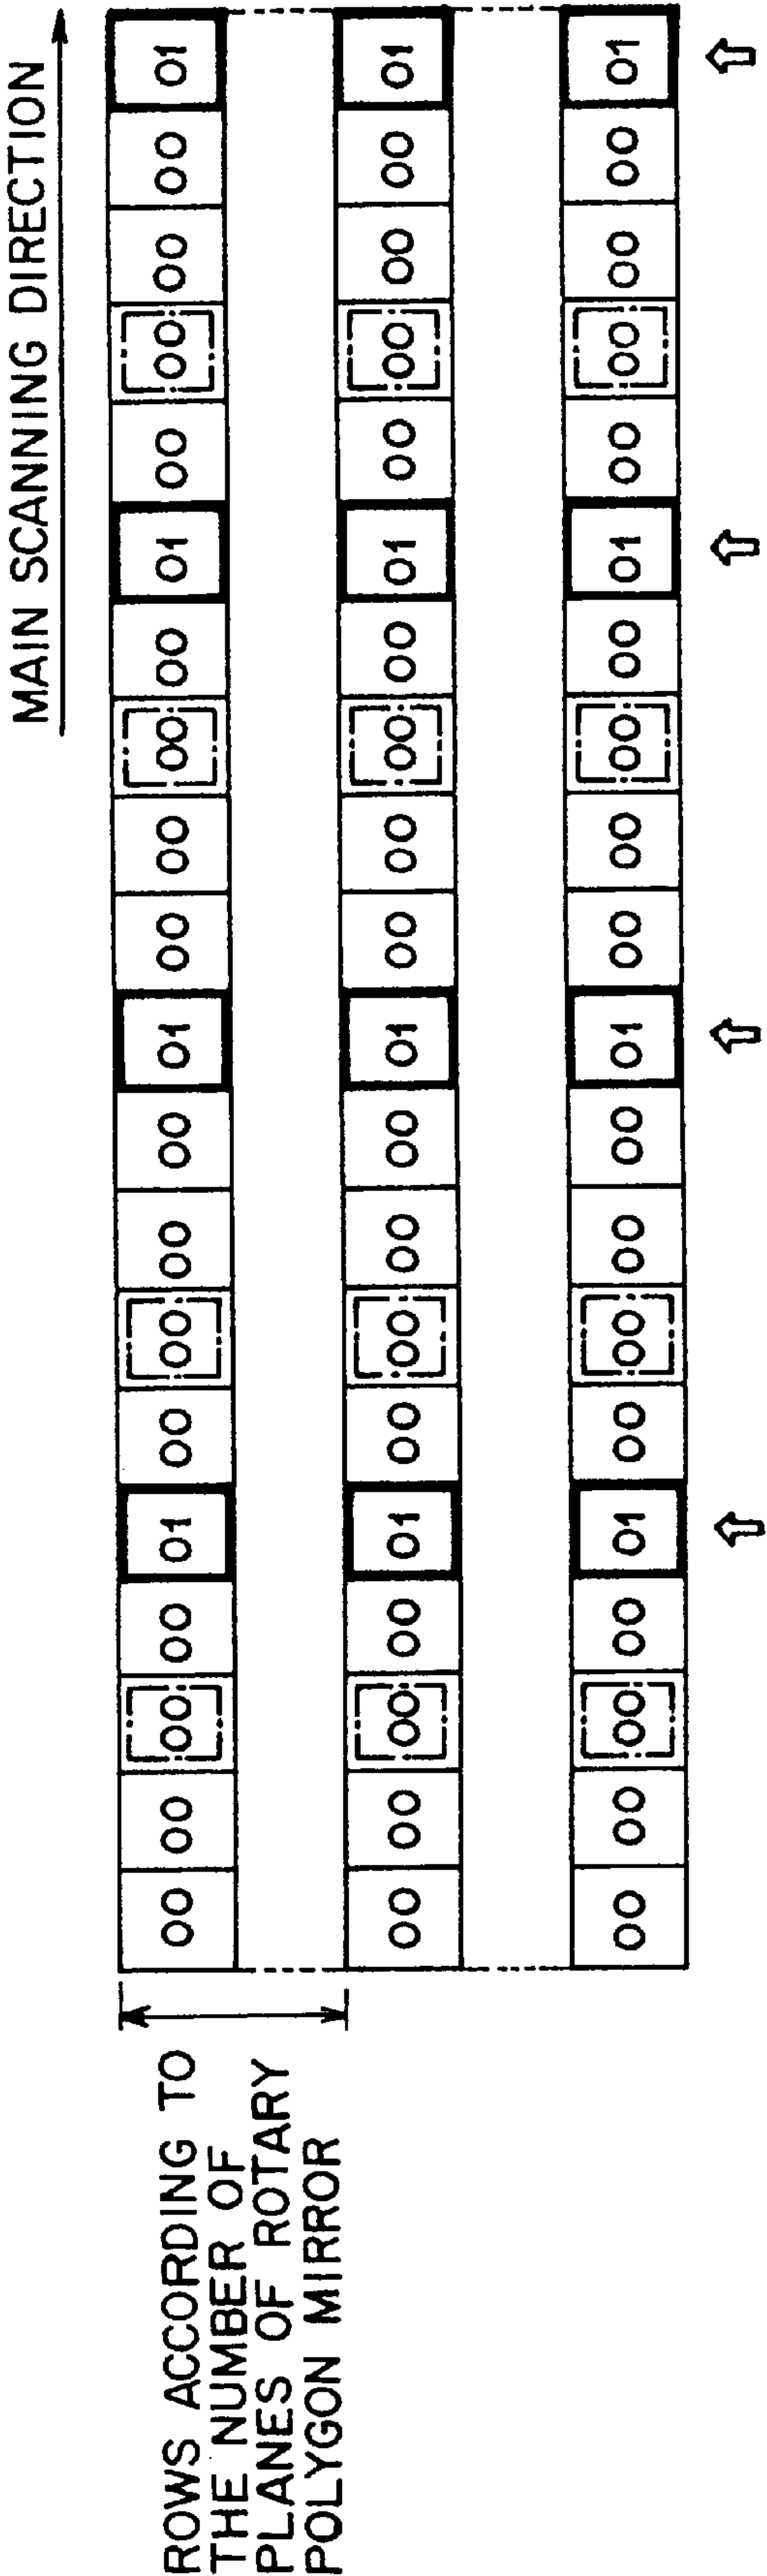 MAIN SCANNING DIRECTION
00 00 00 00 01 00 00 00 00 01 00 00 00 00 01 00 00 00 00 01
ROWS ACCORDING TO
THE NUMBER OF
PLANES OF ROTARY
POLYGON MIRROR
00 00 00 00 01 00 00 00 00 01 00 00 00 00 01 00 00 00 00 01
00 00 00 00 01 00 00 00 00 01 00 00 00 00 01 00 00 00 00 01